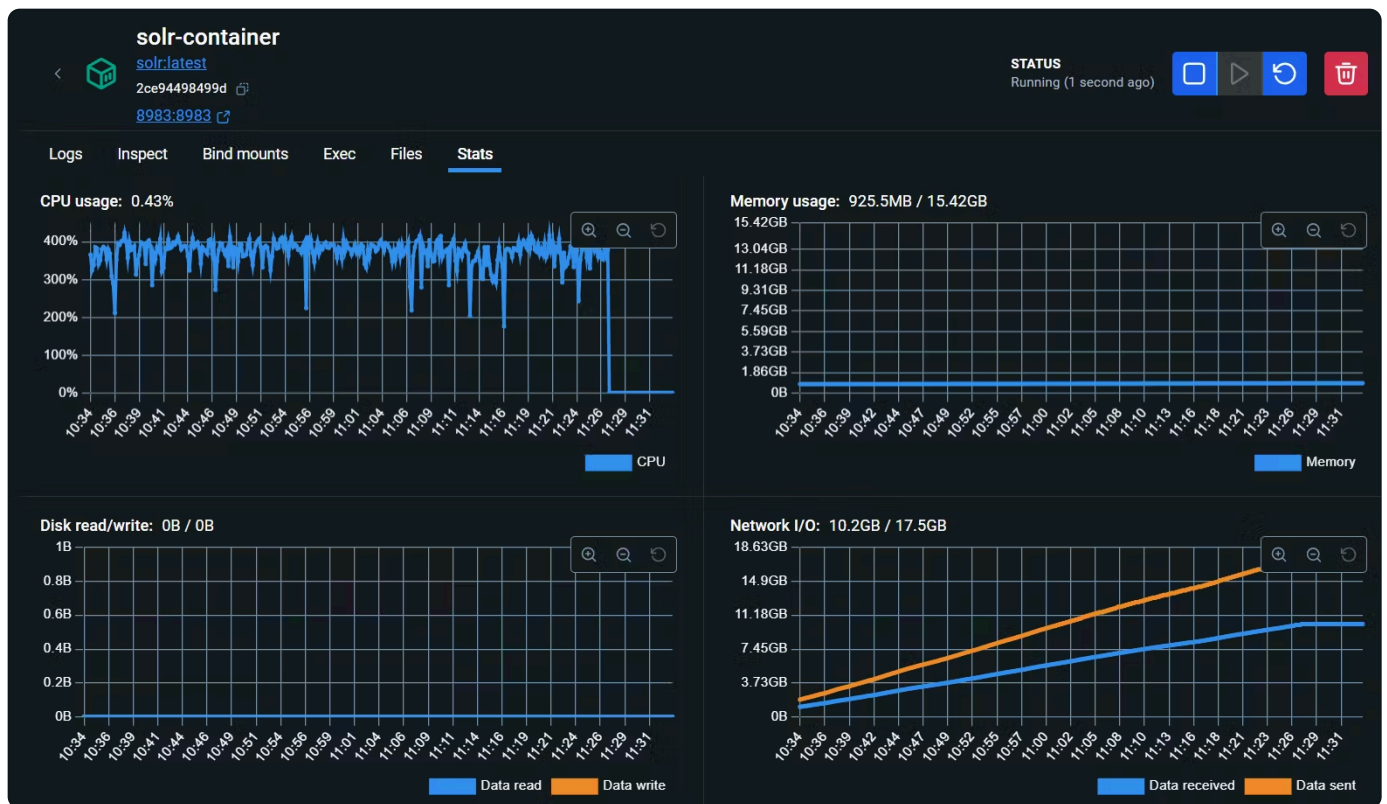 solr-container
solr:latest
2ce94498499d
8983:8983
STATUS
Running (1 second ago)
Logs Inspect Bind mounts Exec Files Stats
CPU usage: 0.43%
400%
300%
200%
100%
0%
10:34 10:36 10:39 10:41 10:44 10:46 10:49 10:51 10:54 10:56 10:59 11:01 11:04 11:06 11:09 11:11 11:14 11:16 11:19 11:21 11:24 11:26 11:29 11:31
CPU
Memory usage: 925.5MB / 15.42GB
15.42GB
13.04GB
11.18GB
9.31GB
7.45GB
5.59GB
3.73GB
1.86GB
0B
10:34 10:36 10:39 10:42 10:44 10:47 10:49 10:52 10:55 10:57 11:00 11:02 11:05 11:08 11:10 11:13 11:16 11:18 11:21 11:23 11:26 11:29 11:31
Memory
Disk read/write: 0B / 0B
1B
0.8B
0.6B
0.4B
0.2B
0B
10:34 10:36 10:39 10:41 10:44 10:46 10:49 10:51 10:54 10:56 10:59 11:01 11:04 11:06 11:09 11:11 11:14 11:16 11:19 11:21 11:24 11:26 11:29 11:31
Data read Data write
Network I/O: 10.2GB / 17.5GB
18.63GB
14.9GB
11.18GB
7.45GB
3.73GB
0B
10:34 10:36 10:39 10:42 10:44 10:47 10:49 10:52 10:55 10:57 11:00 11:02 11:05 11:08 11:10 11:13 11:16 11:18 11:21 11:23 11:26 11:29 11:31
Data received Data sent